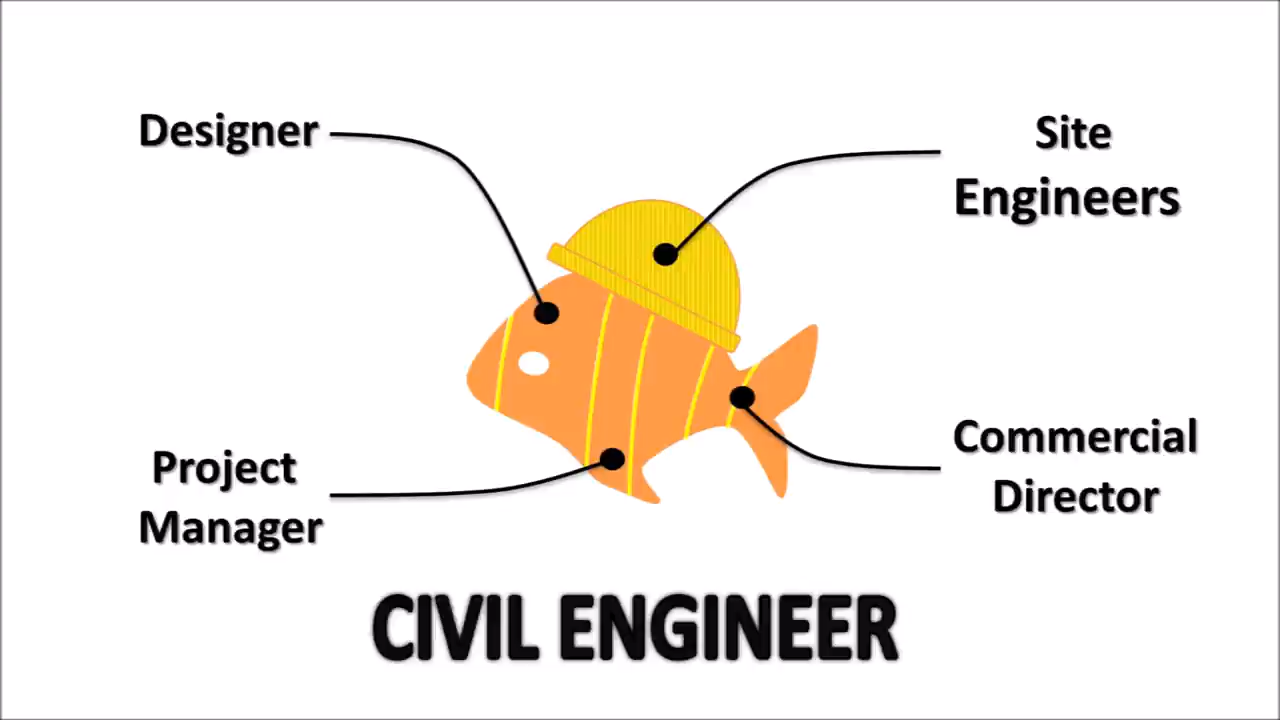 Designer
Site
Engineers
Project
Manager
Commercial
Director
CIVIL ENGINEER